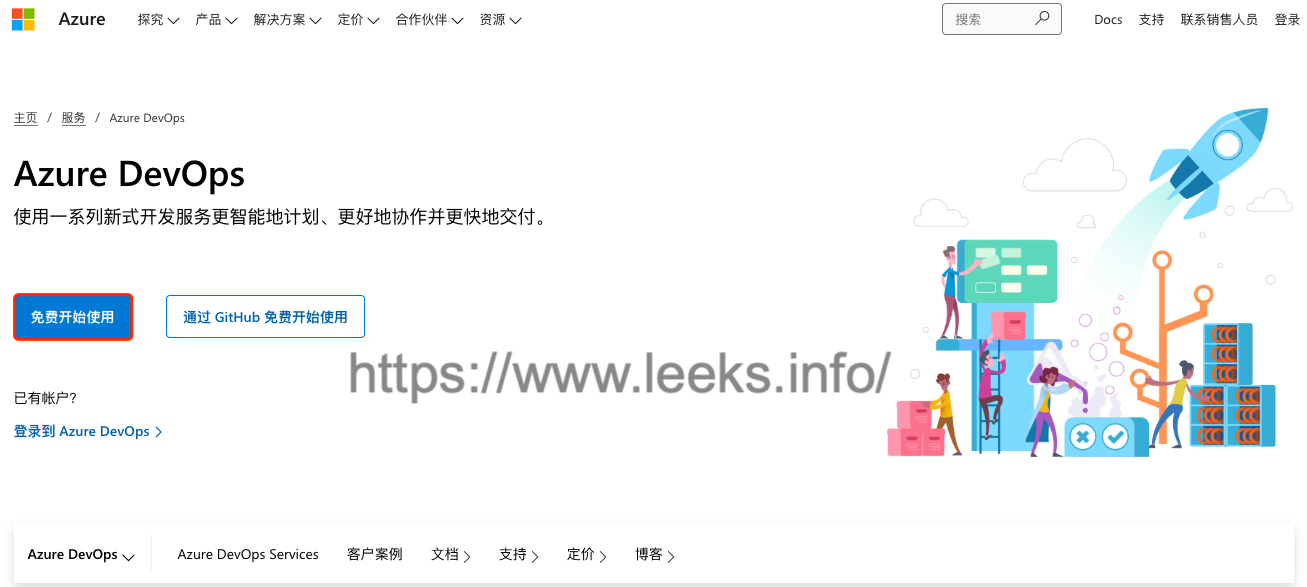 Azure 探究 产品 解决方案 定价 合作伙伴 资源 搜索 Docs 支持 联系销售人员 登录
主页 / 服务 / Azure DevOps
Azure DevOps
使用一系列新式开发服务更智能地计划、更好地协作并更快地交付。
免费开始使用 通过 GitHub 免费开始使用
https://www.leeks.info/
已有帐户?
登录到 Azure DevOps
Azure DevOps Azure DevOps Services 客户案例 文档 支持 定价 博客